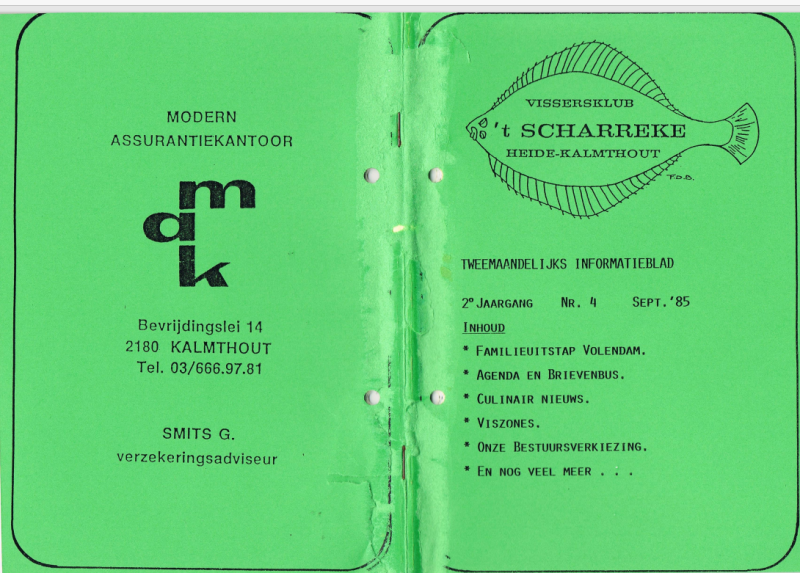 MODERN
ASSURANTIEKANTOOR
mak
Bevrijdingslei 14
2180 KALMTHOUT
Tel. 03/666.97.81
SMITS G.
verzekeringsadviseur
VISSERSKLUB
't SCHARREKE
HEIDE-KALMTHOUT
F.D.B.
TWEEMAANDELIJKS INFORMATIEBLAD
2° JAARGANG NR. 4 SEPT.'85
INHOUD
* FAMILIEUITSTAP VOLENDAM.
* AGENDA EN BRIEVENBUS.
* CULINAIR NIEUWS.
* VISZONES.
* ONZE BESTUURSVERKIEZING.
* EN NOG VEEL MEER . . .